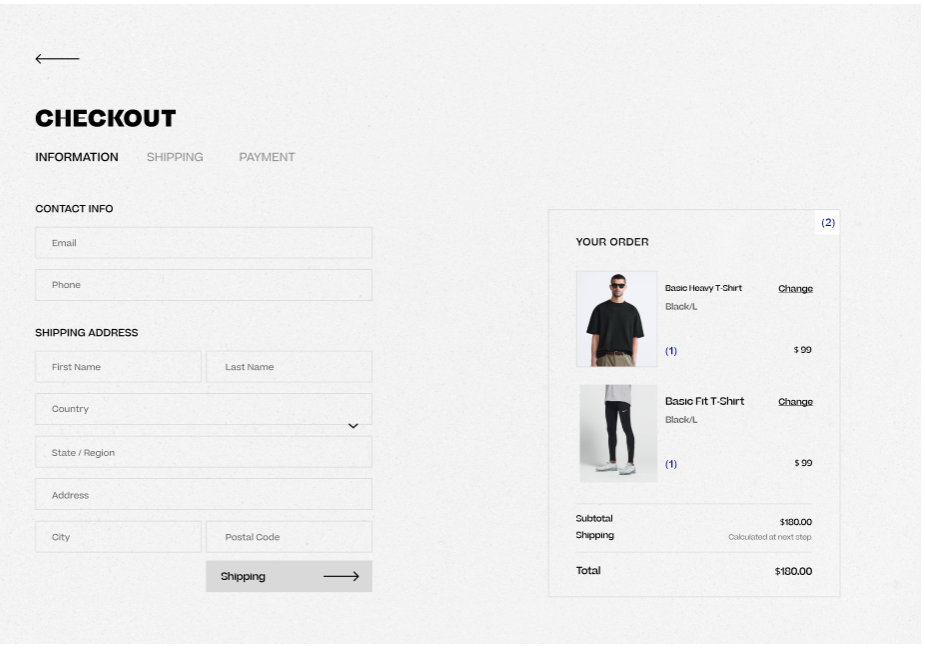 CHECKOUT
INFORMATION SHIPPING PAYMENT
CONTACT INFO
Email
Phone
SHIPPING ADDRESS
First Name Last Name
Country
State / Region
Address
City Postal Code
Shipping
(2)
YOUR ORDER
Basic Heavy T-Shirt Change
Black/L
(1) $ 99
Basic Fit T-Shirt Change
Black/L
(1) $ 99
Subtotal $180.00
Shipping Calculated at next step
Total $180.00